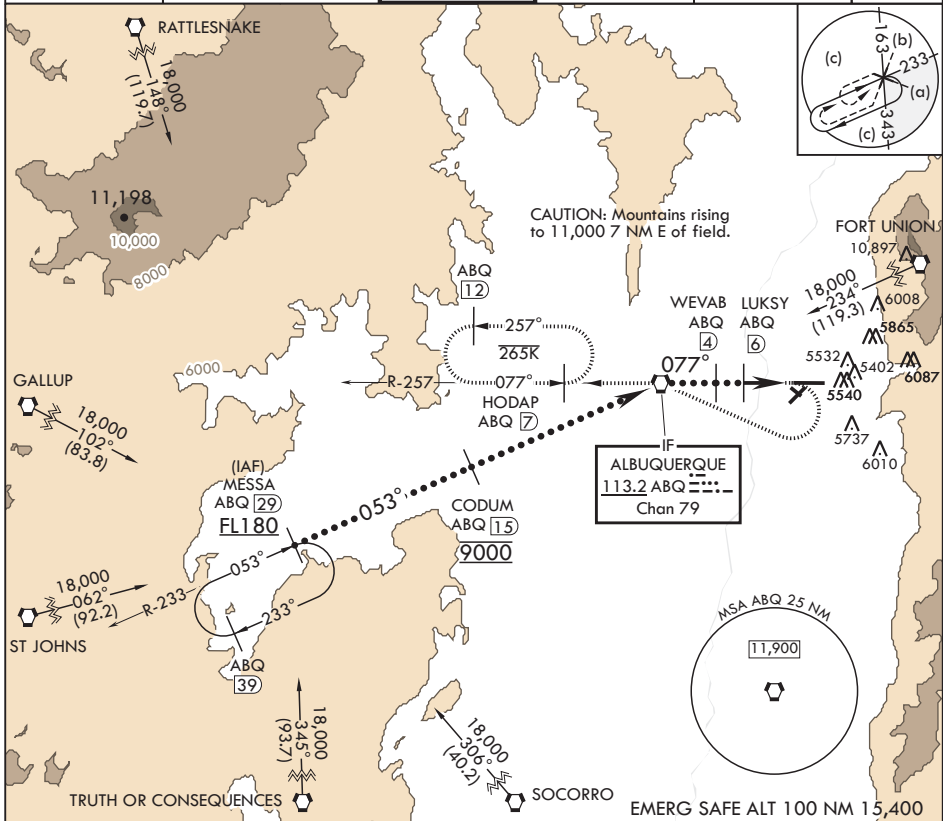 RATTLESNAKE
18,000
148°
(119.7)
163
(b)
(c)
233
(a)
(c)
343
11,198
10,000
8000
CAUTION: Mountains rising
to 11,000 7 NM E of field.
FORT UNION
10,897
18,000
234°
(119.3)
6008
5865
5532
5402
6087
5540
5737
6010
ABQ
12
257°
265K
077°
R-257
HODAP
ABQ 7
WEVAB
ABQ
4
LUKSY
ABQ
6
077°
6000
GALLUP
18,000
102°
(83.8)
(IAF)
MESSA
ABQ 29
FL180
053°
CODUM
ABQ 15
9000
IF
ALBUQUERQUE
113.2 ABQ
Chan 79
18,000
062°
(92.2)
ST JOHNS
R-233
053°
233°
ABQ
39
MSA ABQ 25 NM
11,900
18,000
345°
(93.7)
TRUTH OR CONSEQUENCES
18,000
306°
(40.2)
SOCORRO
EMERG SAFE ALT 100 NM 15,400